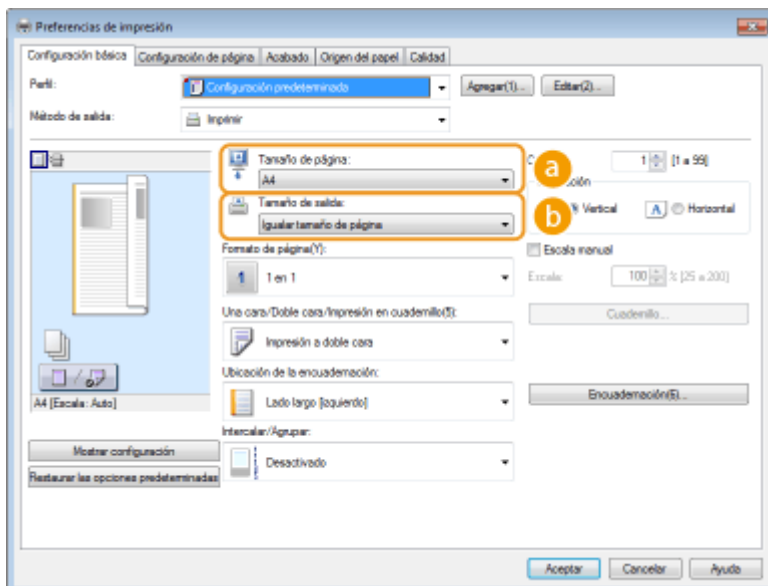 Preferencias de impresión
Configuración básica Configuración de página Acabado Origen del papel Calidad
Perfil: Configuración predeterminada Agregar(1)... Editar(2)...
Método de salida: Imprimir
Tamaño de página: a 1 [1 a 99]
A4
Tamaño de salida: b Vertical A Horizontal
Igualar tamaño de página
Formato de página(Y): Escala manual
1 1 en 1 Escala: 100 % [25 a 200]
Una cara/Doble cara/Impresión en cuadernillo(5): Cuadernillo...
Impresión a doble cara
Ubicación de la encuadernación:
A4 [Escala: Auto] Lado largo [Izquierdo] Encuadernación(6)...
Intercalar/Agrupar:
Mostrar configuración Desactivado
Restaurar las opciones predeterminadas
Aceptar Cancelar Ayuda